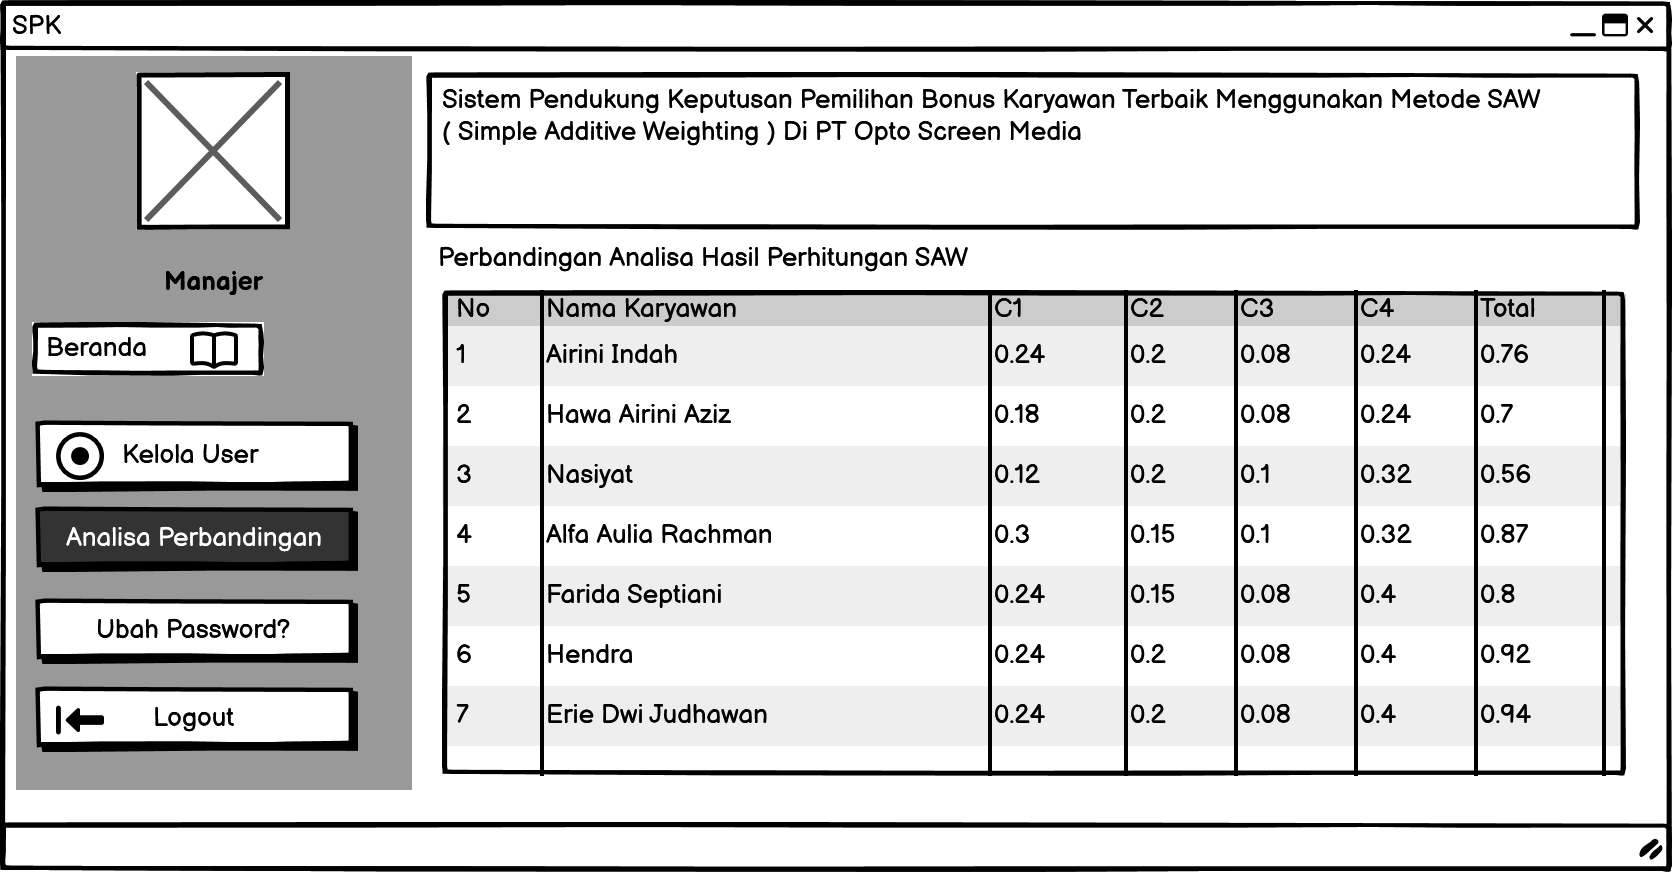 SPK
Manajer
Beranda
Kelola User
Analisa Perbandingan
Ubah Password?
Logout
Sistem Pendukung Keputusan Pemilihan Bonus Karyawan Terbaik Menggunakan Metode SAW
( Simple Additive Weighting ) Di PT Opto Screen Media
Perbandingan Analisa Hasil Perhitungan SAW
No Nama Karyawan C1 C2 C3 C4 Total
1 Airini Indah 0.24 0.2 0.08 0.24 0.76
2 Hawa Airini Aziz 0.18 0.2 0.08 0.24 0.7
3 Nasiyat 0.12 0.2 0.1 0.32 0.56
4 Alfa Aulia Rachman 0.3 0.15 0.1 0.32 0.87
5 Farida Septiani 0.24 0.15 0.08 0.4 0.8
6 Hendra 0.24 0.2 0.08 0.4 0.92
7 Erie Dwi Judhawan 0.24 0.2 0.08 0.4 0.94